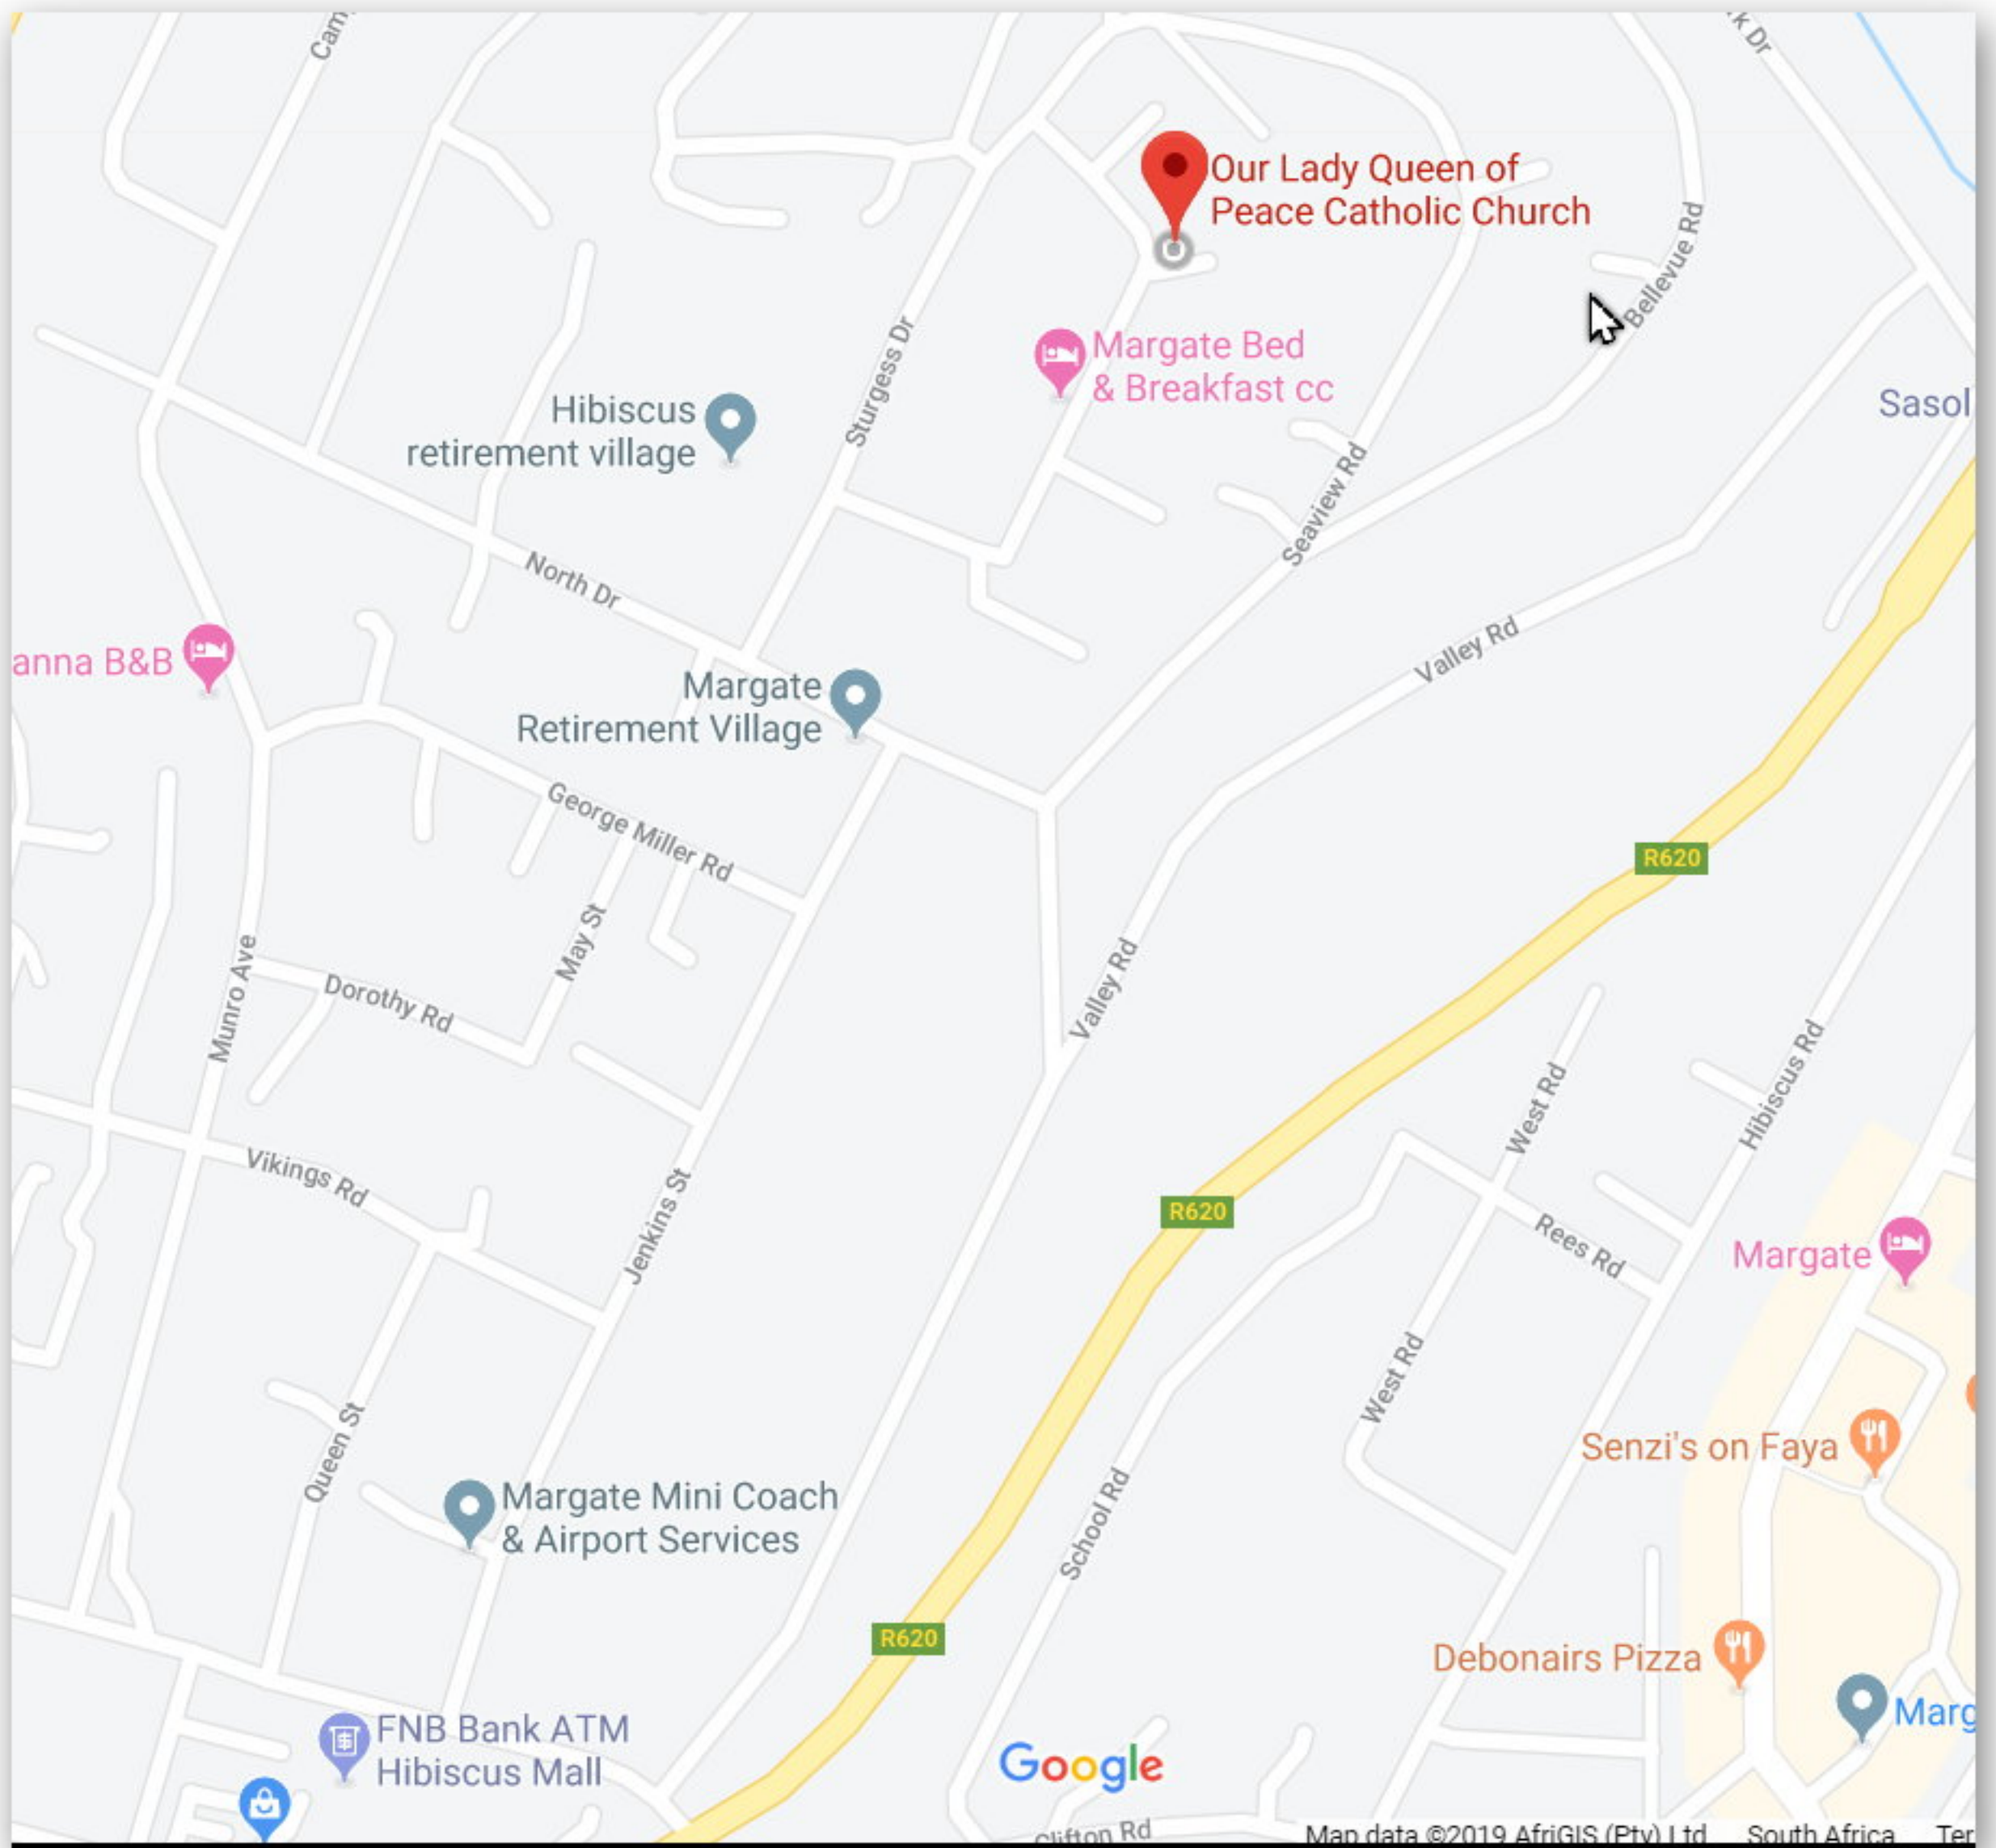 Cam
k Dr
Our Lady Queen of
Peace Catholic Church
Bellevue Rd
Sturgess Dr
Margate Bed
& Breakfast cc
Hibiscus
retirement village
Sasol
Seaview Rd
North Dr
Valley Rd
anna B&B
Margate
Retirement Village
George Miller Rd
R620
May St
Valley Rd
Munro Ave
Dorothy Rd
Hibiscus Rd
West Rd
Vikings Rd
R620
Jenkins St
Rees Rd
Margate
West Rd
Queen St
Senzi's on Faya
Margate Mini Coach
& Airport Services
School Rd
R620
Debonairs Pizza
Marg
FNB Bank ATM
Hibiscus Mall
Google
Clifton Rd
Map data ©2019 AfriGIS (Pty) Ltd South Africa Ter